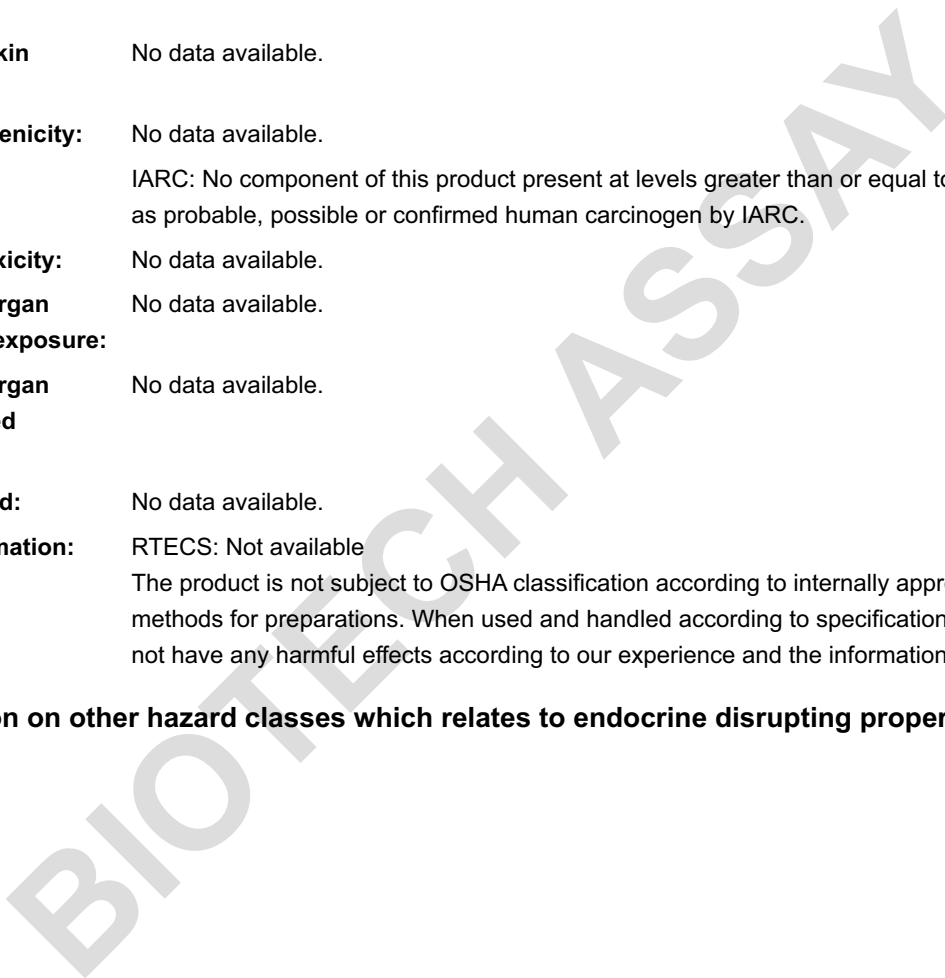 kin No data available.
enicity: No data available.
IARC: No component of this product present at levels greater than or equal to
as probable, possible or confirmed human carcinogen by IARC.
xicity: No data available.
rgan No data available.
exposure:
rgan No data available.
ed
d: No data available.
mation: RTECS: Not available
The product is not subject to OSHA classification according to internally appr
methods for preparations. When used and handled according to specification
not have any harmful effects according to our experience and the information
on on other hazard classes which relates to endocrine disrupting proper
BIOTECH ASSAY